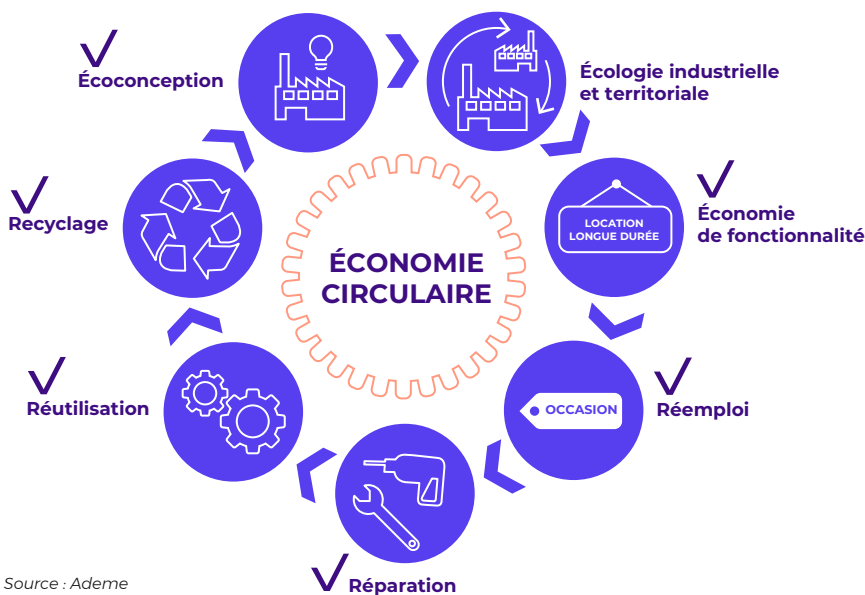 Écoconception
Écologie industrielle
et territoriale
Économie
de fonctionnalité
LOCATION
LONGUE DURÉE
Recyclage
ÉCONOMIE
CIRCULAIRE
Réutilisation
OCCASION
Réemploi
Réparation
Source : Ademe